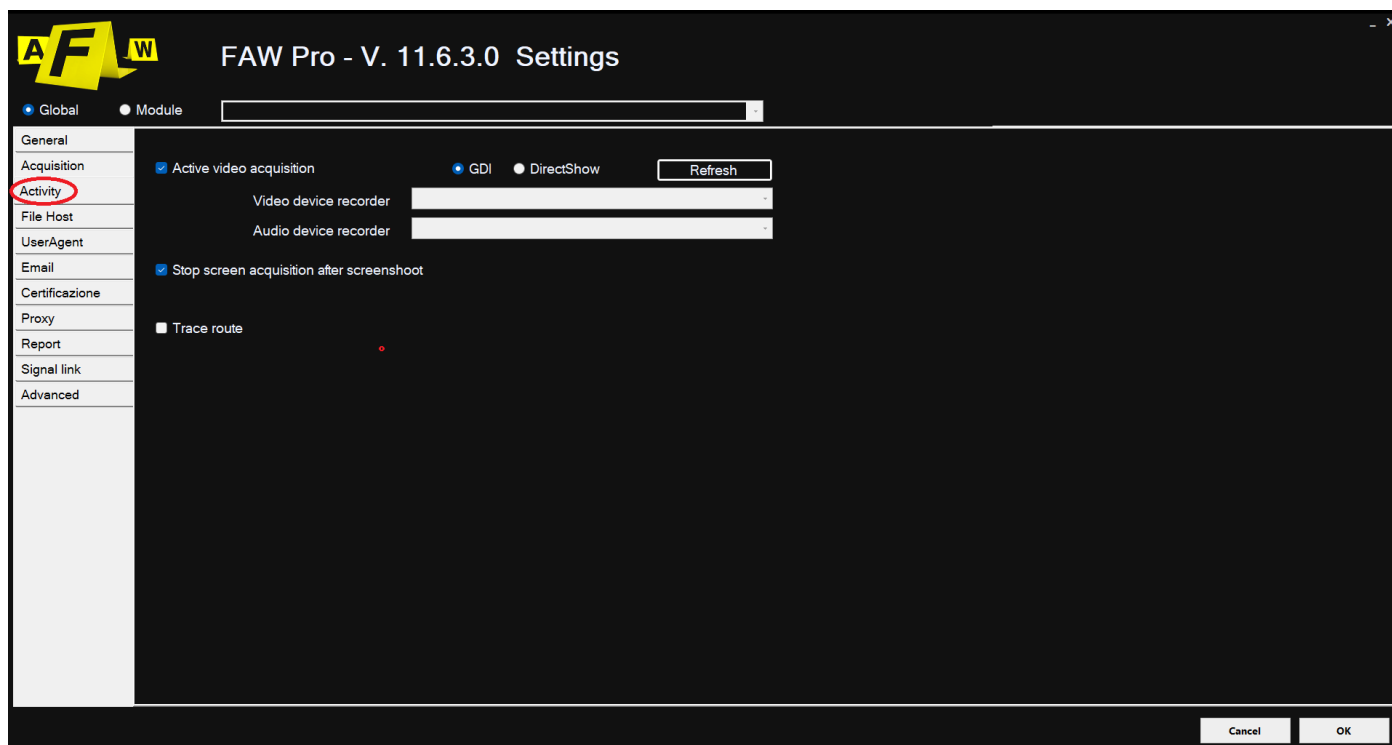 AFW
FAW Pro - V. 11.6.3.0 Settings
Global Module
General
Acquisition
Activity
File Host
UserAgent
Email
Certificazione
Proxy
Report
Signal link
Advanced
Active video acquisition GDI DirectShow Refresh
Video device recorder
Audio device recorder
Stop screen acquisition after screenshoot
Trace route
Cancel OK